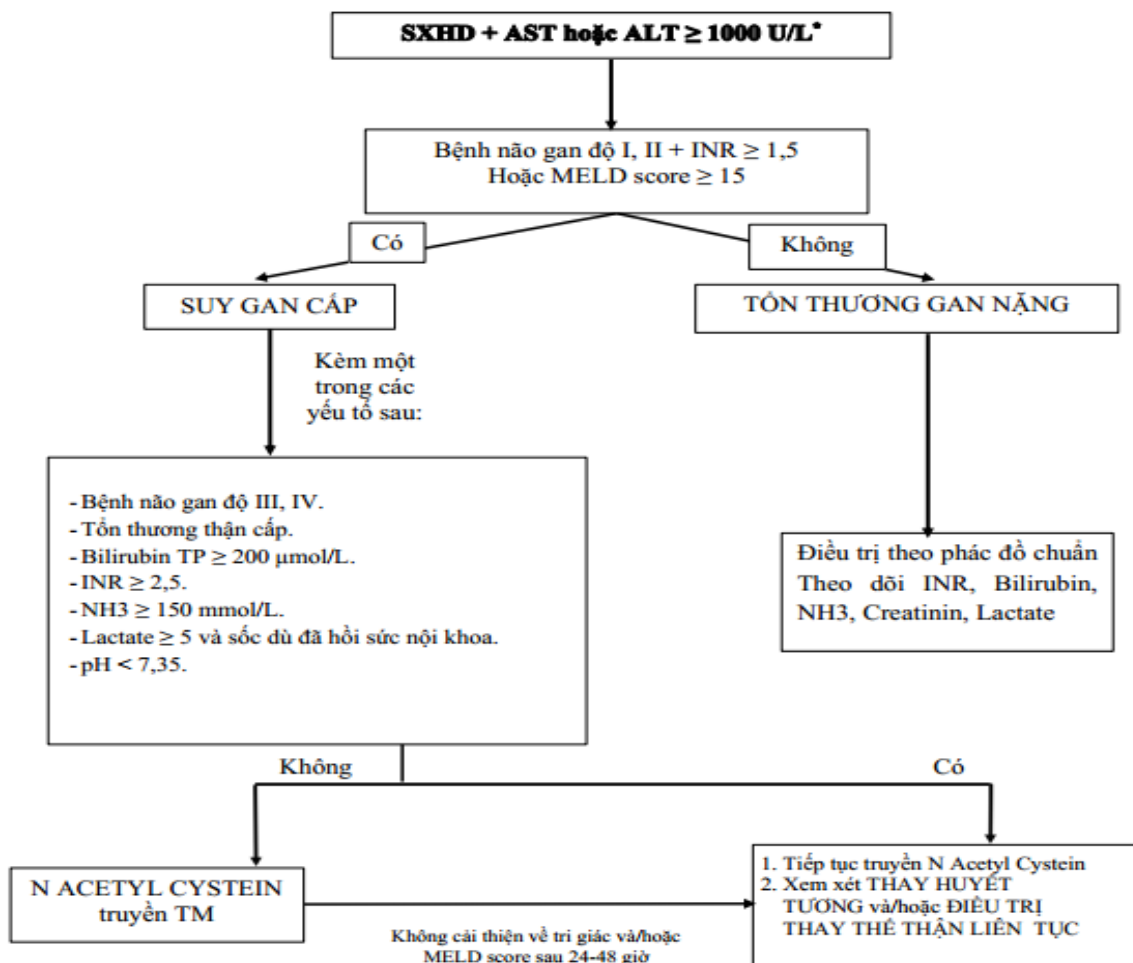 SXHD + AST hoặc ALT ≥ 1000 U/L*
Bệnh não gan độ I, II + INR ≥ 1,5
Hoặc MELD score ≥ 15
Có
Không
SUY GAN CẤP
TỔN THƯƠNG GAN NẶNG
Kèm một
trong các
yếu tố sau:
- Bệnh não gan độ III, IV.
- Tổn thương thận cấp.
- Bilirubin TP ≥ 200 μmol/L.
- INR ≥ 2,5.
- NH3 ≥ 150 mmol/L.
- Lactate ≥ 5 và sốc dù đã hồi sức nội khoa.
- pH < 7,35.
Điều trị theo phác đồ chuẩn
Theo dõi INR, Bilirubin,
NH3, Creatinin, Lactate
Không
Có
N ACETYL CYSTEIN
truyền TM
Không cải thiện về tri giác và/hoặc
MELD score sau 24-48 giờ
1. Tiếp tục truyền N Acetyl Cystein
2. Xem xét THAY HUYẾT
TƯƠNG và/hoặc ĐIỀU TRỊ
THAY THẾ THẬN LIÊN TỤC